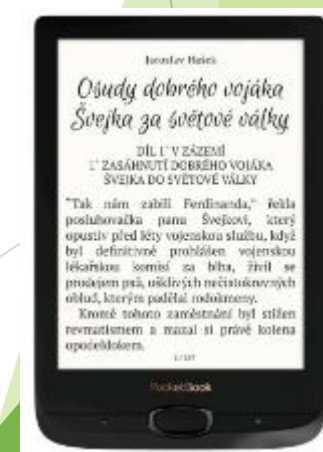 Jaroslav Hašek
Osudy dobrého vojáka
Švejka za světové války
DÍL I˚ V ZÁZEMÍ
1˚ ZASÁHNUTÍ DOBRÉHO VOJÁKA
ŠVEJKA DO SVĚTOVÉ VÁLKY
"Tak nám zabili Ferdinanda," řekla
posluhovačka panu Švejkovi, který
opustiv před léty vojenskou službu, když
byl definitivně prohlášen vojenskou
lékařskou komisí za blba, živil se
prodejem psů, ošklivých nečistokrevných
oblud, kterým padělal rodokmeny.
Kromě tohoto zaměstnání byl stižen
revmatismem a mazal si právě kolena
opodeldokem.
PocketBook